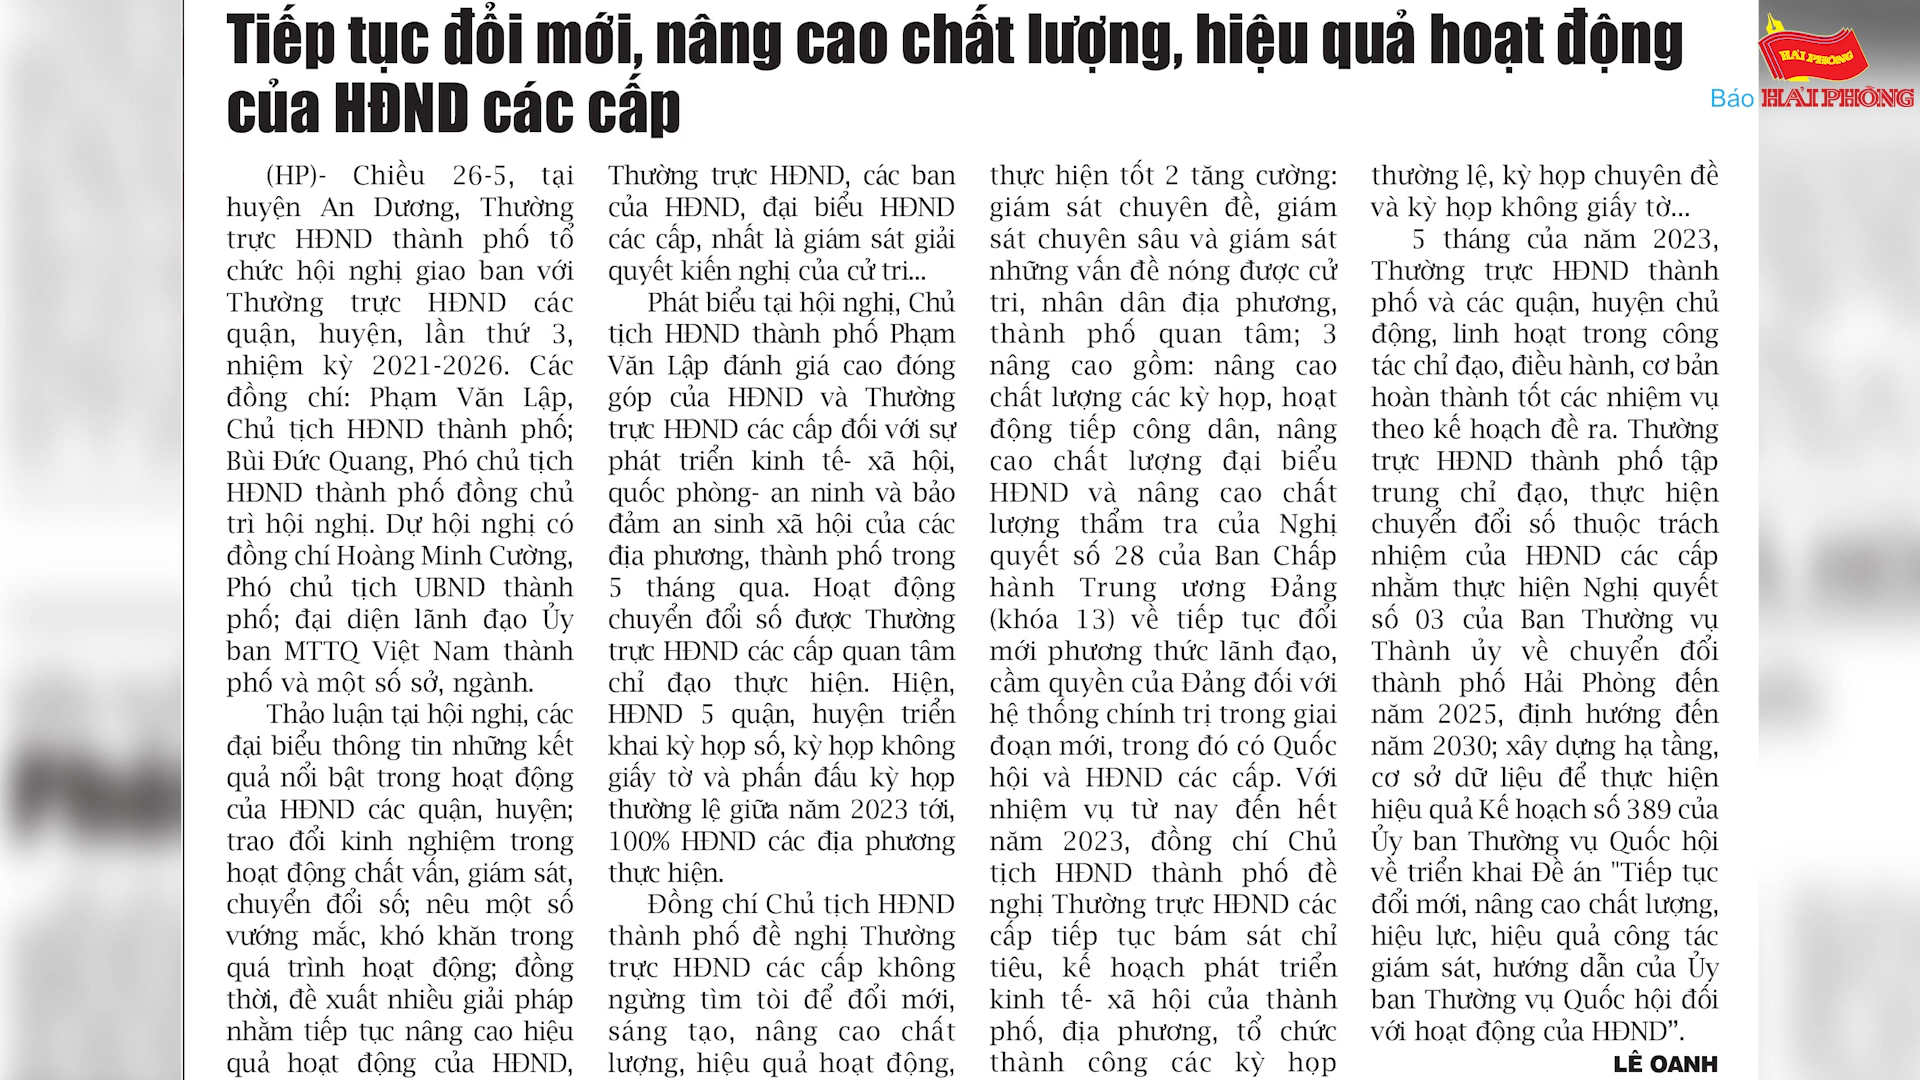 Tiếp tục đổi mới, nâng cao chất lượng, hiệu quả hoạt động
của HĐND các cấp
HẢI PHÒNG
Báo HẢI PHÒNG
(HP)- Chiều 26-5, tại
huyện An Dương, Thường
trực HĐND thành phố tổ
chức hội nghị giao ban với
Thường trực HĐND các
quận, huyện, lần thứ 3,
nhiệm kỳ 2021-2026. Các
đồng chí: Phạm Văn Lập,
Chủ tịch HĐND thành phố;
Bùi Đức Quang, Phó chủ tịch
HĐND thành phố đồng chủ
trì hội nghị. Dự hội nghị có
đồng chí Hoàng Minh Cường,
Phó chủ tịch UBND thành
phố; đại diện lãnh đạo Ủy
ban MTTQ Việt Nam thành
phố và một số sở, ngành.
Thảo luận tại hội nghị, các
đại biểu thông tin những kết
quả nổi bật trong hoạt động
của HĐND các quận, huyện;
trao đổi kinh nghiệm trong
hoạt động chất vấn, giám sát,
chuyển đổi số; nêu một số
vướng mắc, khó khăn trong
quá trình hoạt động; đồng
thời, đề xuất nhiều giải pháp
nhằm tiếp tục nâng cao hiệu
quả hoạt động của HĐND,
Thường trực HĐND, các ban
của HĐND, đại biểu HĐND
các cấp, nhất là giám sát giải
quyết kiến nghị của cử tri...
Phát biểu tại hội nghị, Chủ
tịch HĐND thành phố Phạm
Văn Lập đánh giá cao đóng
góp của HĐND và Thường
trực HĐND các cấp đối với sự
phát triển kinh tế- xã hội,
quốc phòng- an ninh và bảo
đảm an sinh xã hội của các
địa phương, thành phố trong
5 tháng qua. Hoạt động
chuyển đổi số được Thường
trực HĐND các cấp quan tâm
chỉ đạo thực hiện. Hiện,
HĐND 5 quận, huyện triển
khai kỳ họp số, kỳ họp không
giấy tờ và phấn đấu kỳ họp
thường lệ giữa năm 2023 tới,
100% HĐND các địa phương
thực hiện.
Đồng chí Chủ tịch HĐND
thành phố đề nghị Thường
trực HĐND các cấp không
ngừng tìm tòi để đổi mới,
sáng tạo, nâng cao chất
lượng, hiệu quả hoạt động,
thực hiện tốt 2 tăng cường:
giám sát chuyên đề, giám
sát chuyên sâu và giám sát
những vấn đề nóng được cử
tri, nhân dân địa phương,
thành phố quan tâm; 3
nâng cao gồm: nâng cao
chất lượng các kỳ họp, hoạt
động tiếp công dân, nâng
cao chất lượng đại biểu
HĐND và nâng cao chất
lượng thẩm tra của Nghị
quyết số 28 của Ban Chấp
hành Trung ương Đảng
(khóa 13) về tiếp tục đổi
mới phương thức lãnh đạo,
cầm quyền của Đảng đối với
hệ thống chính trị trong giai
đoạn mới, trong đó có Quốc
hội và HĐND các cấp. Với
nhiệm vụ từ nay đến hết
năm 2023, đồng chí Chủ
tịch HĐND thành phố đề
nghị Thường trực HĐND các
cấp tiếp tục bám sát chỉ
tiêu, kế hoạch phát triển
kinh tế- xã hội của thành
phố, địa phương, tổ chức
thành công các kỳ họp
thường lệ, kỳ họp chuyên đề
và kỳ họp không giấy tờ...
5 tháng của năm 2023,
Thường trực HĐND thành
phố và các quận, huyện chủ
động, linh hoạt trong công
tác chỉ đạo, điều hành, cơ bản
hoàn thành tốt các nhiệm vụ
theo kế hoạch đề ra. Thường
trực HĐND thành phố tập
trung chỉ đạo, thực hiện
chuyển đổi số thuộc trách
nhiệm của HĐND các cấp
nhằm thực hiện Nghị quyết
số 03 của Ban Thường vụ
Thành ủy về chuyển đổi
thành phố Hải Phòng đến
năm 2025, định hướng đến
năm 2030; xây dựng hạ tầng,
cơ sở dữ liệu để thực hiện
hiệu quả Kế hoạch số 389 của
Ủy ban Thường vụ Quốc hội
về triển khai Đề án "Tiếp tục
đổi mới, nâng cao chất lượng,
hiệu lực, hiệu quả công tác
giám sát, hướng dẫn của Ủy
ban Thường vụ Quốc hội đối
với hoạt động của HĐND”.
LÊ OANH